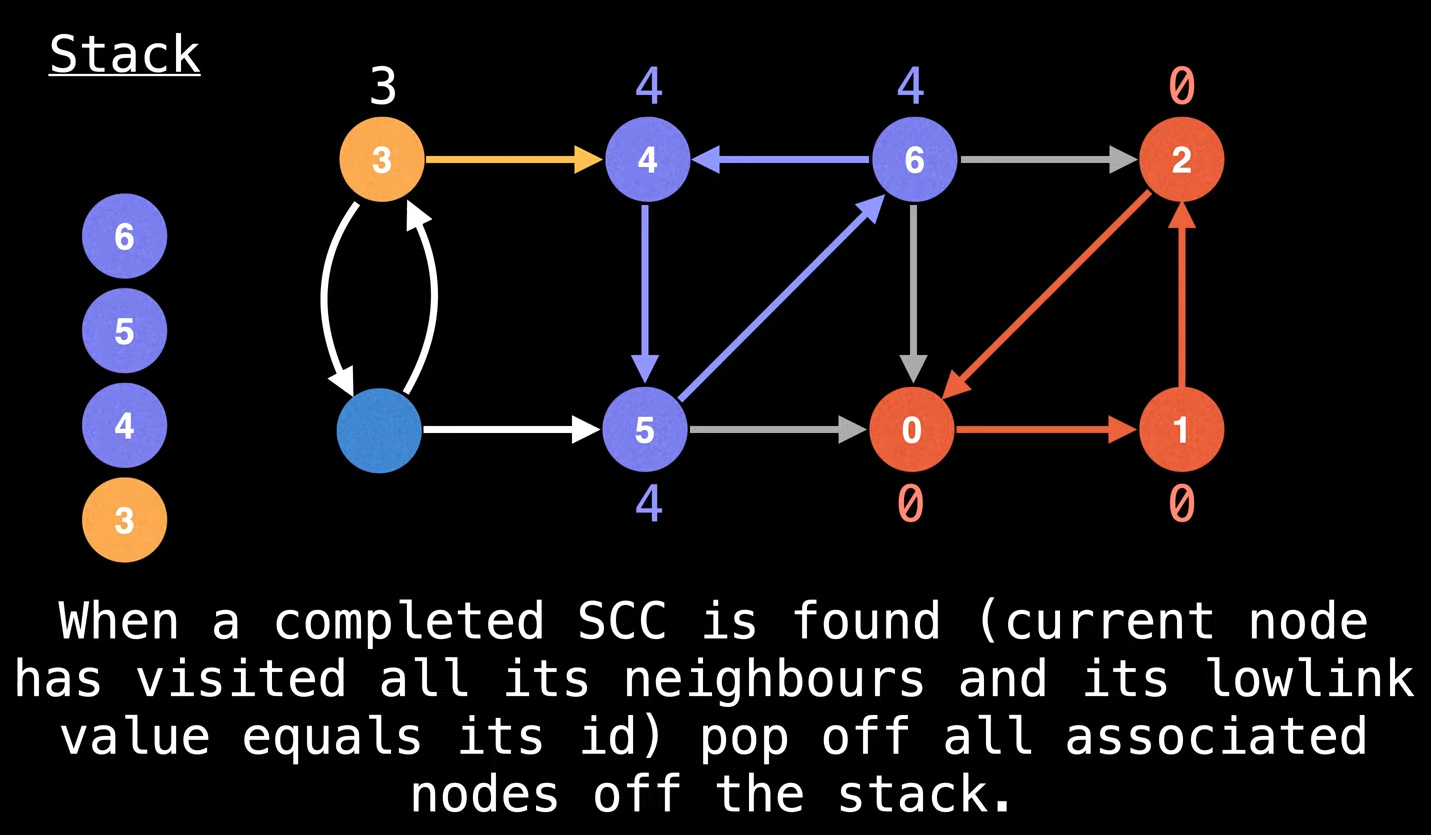 Stack
3 4 4 0
3 4 6 2
6
5
4
3
5 0 1
4 0 0
When a completed SCC is found (current node
has visited all its neighbours and its lowlink
value equals its id) pop off all associated
nodes off the stack.